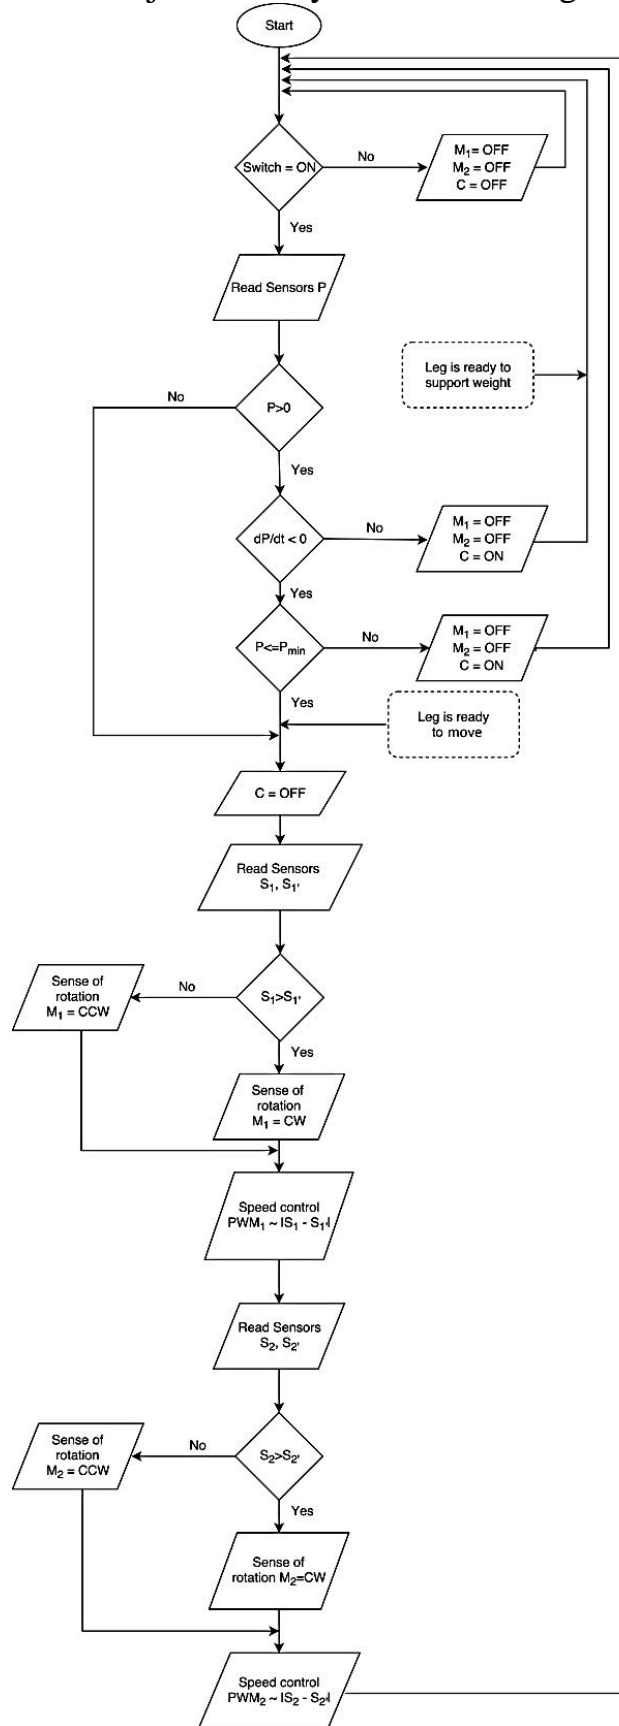 Start
Switch = ON
No
M₁= OFF
M₂ = OFF
C = OFF
Yes
Read Sensors P
Leg is ready to
support weight
No
P>0
Yes
dP/dt < 0
No
M₁ = OFF
M₂ = OFF
C = ON
Yes
P<=Pmin
No
M₁ = OFF
M₂ = OFF
C = ON
Yes
Leg is ready
to move
C = OFF
Read Sensors
S₁, S₁'
Sense of
rotation
M₁ = CCW
No
S₁>S₁'
Yes
Sense of
rotation
M₁ = CW
Speed control
PWM₁ ~ |S₁ - S₁'|
Read Sensors
S₂, S₂'
Sense of
rotation
M₂ = CCW
No
S₂>S₂'
Yes
Sense of
rotation M₂=CW
Speed control
PWM₂ ~ |S₂ - S₂'|